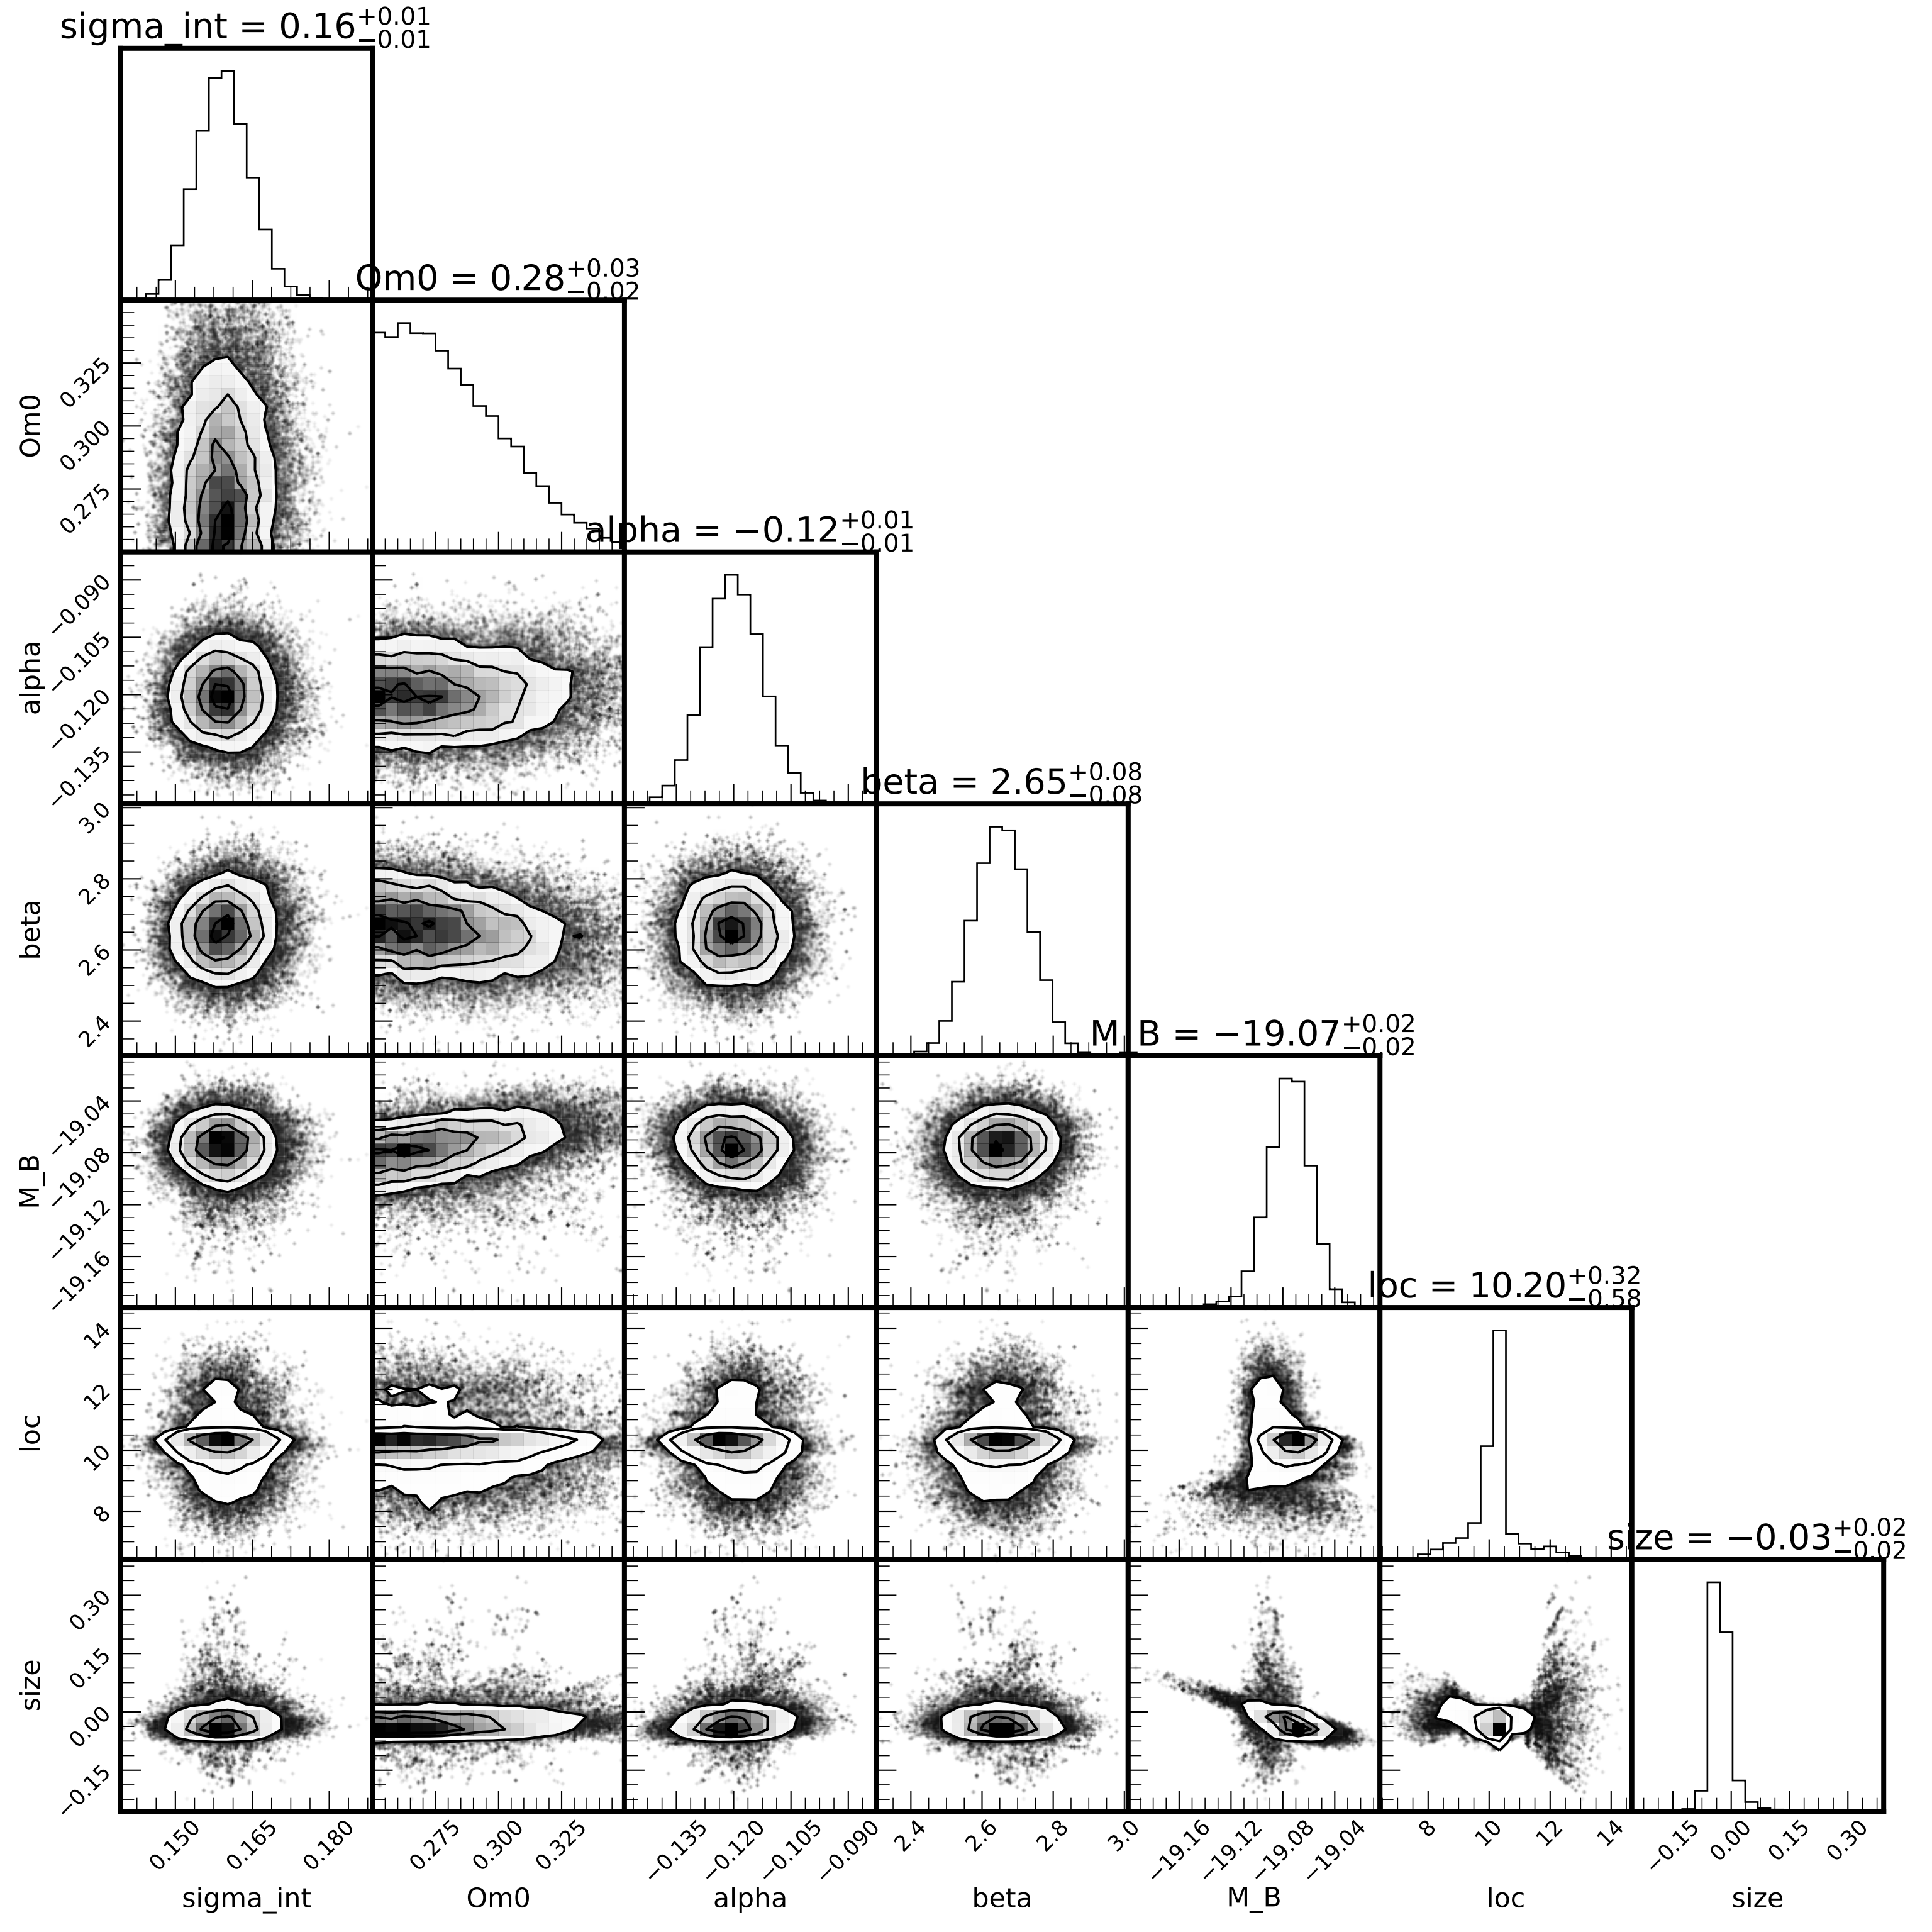 sigma_int = 0.16+0.01−0.01
Om0 = 0.28+0.03−0.02
alpha = −0.12+0.01−0.01
beta = 2.65+0.08−0.08
M_B = −19.07+0.02−0.02
loc = 10.20+0.32−0.58
size = −0.03+0.02−0.02
Om0
0.325
0.300
0.275
alpha
−0.090
−0.105
−0.120
−0.135
beta
3.0
2.8
2.6
2.4
M_B
−19.04
−19.08
−19.12
−19.16
loc
14
12
10
8
size
0.30
0.15
0.00
−0.15
0.150 0.165 0.180
0.275 0.300 0.325
−0.135 −0.120 −0.105 −0.090
2.4 2.6 2.8 3.0
−19.16 −19.12 −19.08 −19.04
8 10 12 14
−0.15 0.00 0.15 0.30
sigma_int Om0 alpha beta M_B loc size